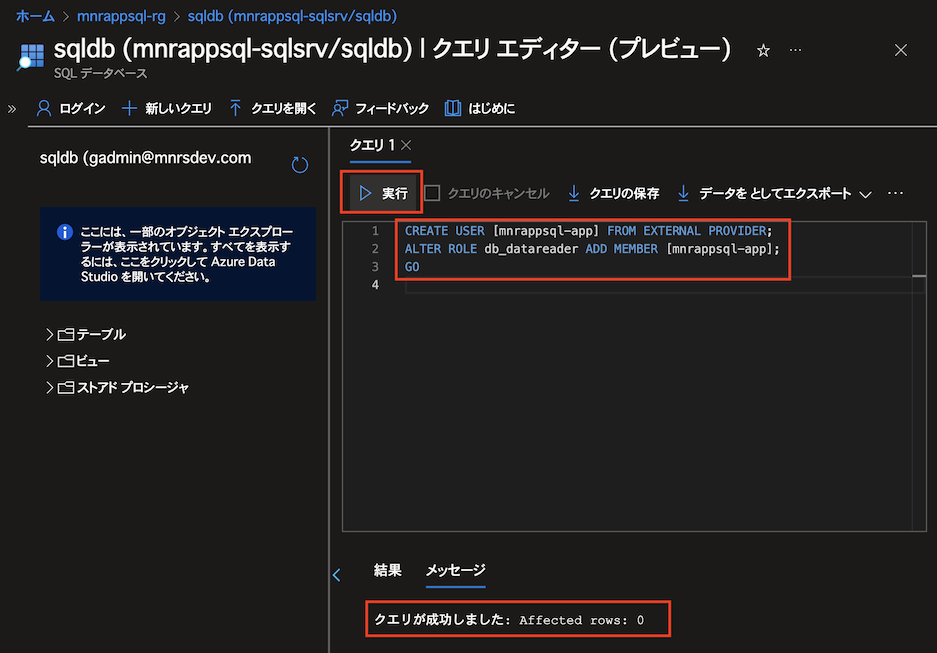 ホーム > mnrappsql-rg > sqldb (mnrappsql-sqlsrv/sqldb)
sqldb (mnrappsql-sqlsrv/sqldb) | クエリ エディター (プレビュー) ☆ …
SQL データベース
» ログイン + 新しいクエリ クエリを開く フィードバック はじめに
sqldb (gadmin@mnrsdev.com
ここには、一部のオブジェクト エクスプロー
ラーが表示されています。すべてを表示す
るには、ここをクリックして Azure Data
Studio を開いてください。
テーブル
ビュー
ストアド プロシージャ
クエリ 1 ×
実行 クエリのキャンセル クエリの保存 データを としてエクスポート …
1 CREATE USER [mnrappsql-app] FROM EXTERNAL PROVIDER;
2 ALTER ROLE db_datareader ADD MEMBER [mnrappsql-app];
3 GO
4
結果 メッセージ
クエリが成功しました: Affected rows: 0